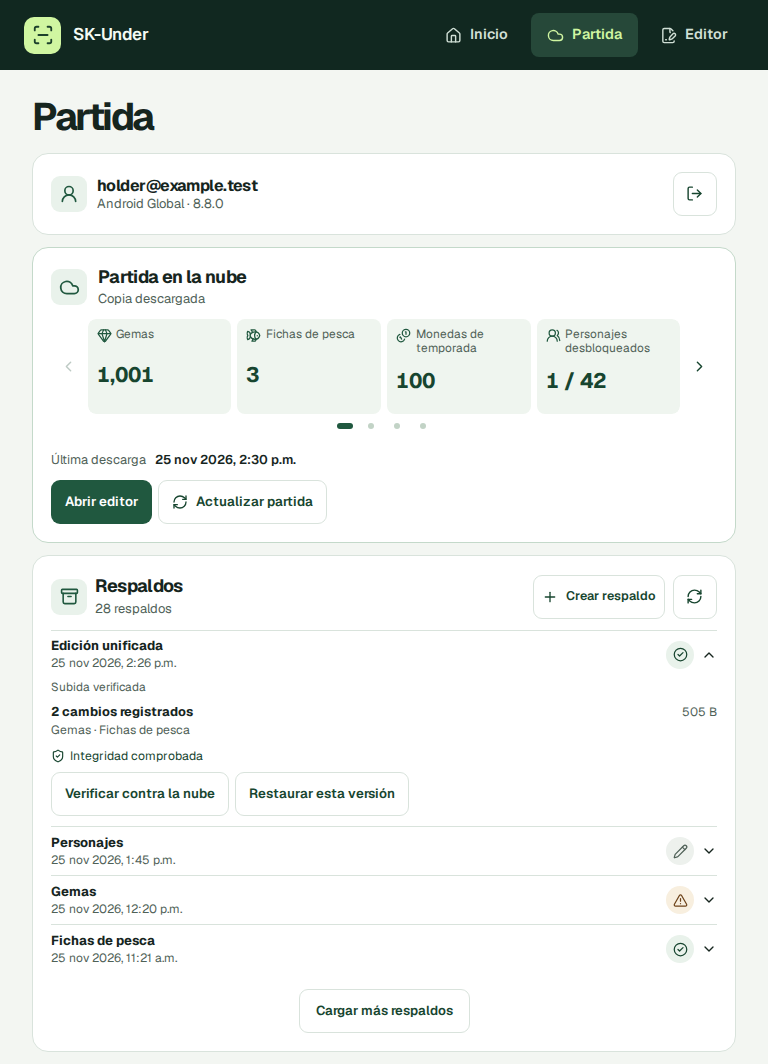 SK-Under
Inicio
Partida
Editor
Partida
holder@example.test
Android Global · 8.8.0
Partida en la nube
Copia descargada
Gemas
1,001
Fichas de pesca
3
Monedas de
temporada
100
Personajes
desbloqueados
1 / 42
Última descarga 25 nov 2026, 2:30 p.m.
Abrir editor
Actualizar partida
Respaldos
28 respaldos
Crear respaldo
Edición unificada
25 nov 2026, 2:26 p.m.
Subida verificada
2 cambios registrados
505 B
Gemas · Fichas de pesca
Integridad comprobada
Verificar contra la nube
Restaurar esta versión
Personajes
25 nov 2026, 1:45 p.m.
Gemas
25 nov 2026, 12:20 p.m.
Fichas de pesca
25 nov 2026, 11:21 a.m.
Cargar más respaldos